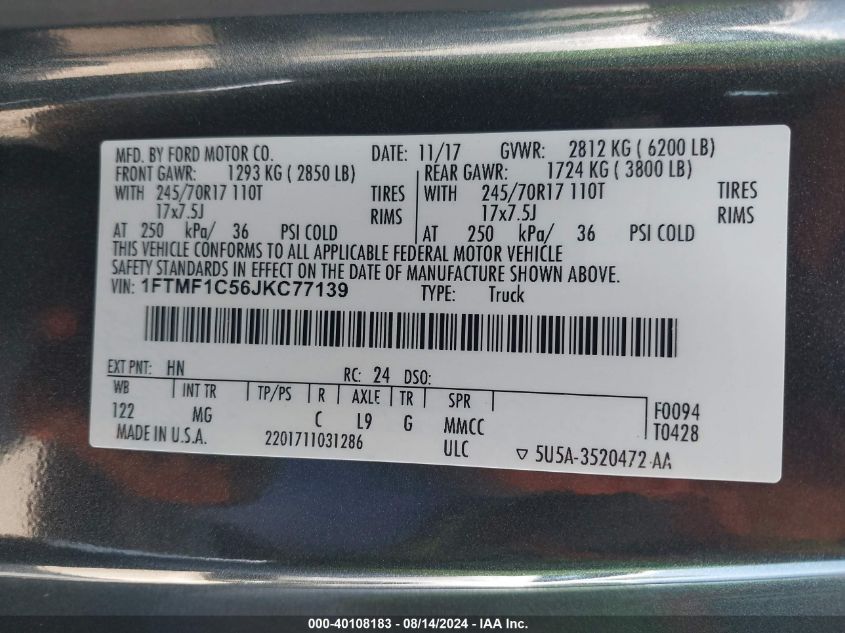 MFD. BY FORD MOTOR CO. DATE: 11/17 GVWR: 2812 KG ( 6200 LB)
FRONT GAWR: 1293 KG ( 2850 LB) REAR GAWR: 1724 KG ( 3800 LB)
WITH 245/70R17 110T TIRES WITH 245/70R17 110T TIRES
17x7.5J RIMS 17x7.5J RIMS
AT 250 kPa/ 36 PSI COLD AT 250 kPa/ 36 PSI COLD
THIS VEHICLE CONFORMS TO ALL APPLICABLE FEDERAL MOTOR VEHICLE
SAFETY STANDARDS IN EFFECT ON THE DATE OF MANUFACTURE SHOWN ABOVE.
VIN: 1FTMF1C56JKC77139 TYPE: Truck
EXT PNT: HN RC: 24 DSO:
WB INT TR TP/PS R AXLE TR SPR
122 MG C L9 G MMCC F0094
ULC T0428
MADE IN U.S.A. 2201711031286 ▽ 5U5A-3520472-AA
000-40108183 - 08/14/2024 - IAA Inc.